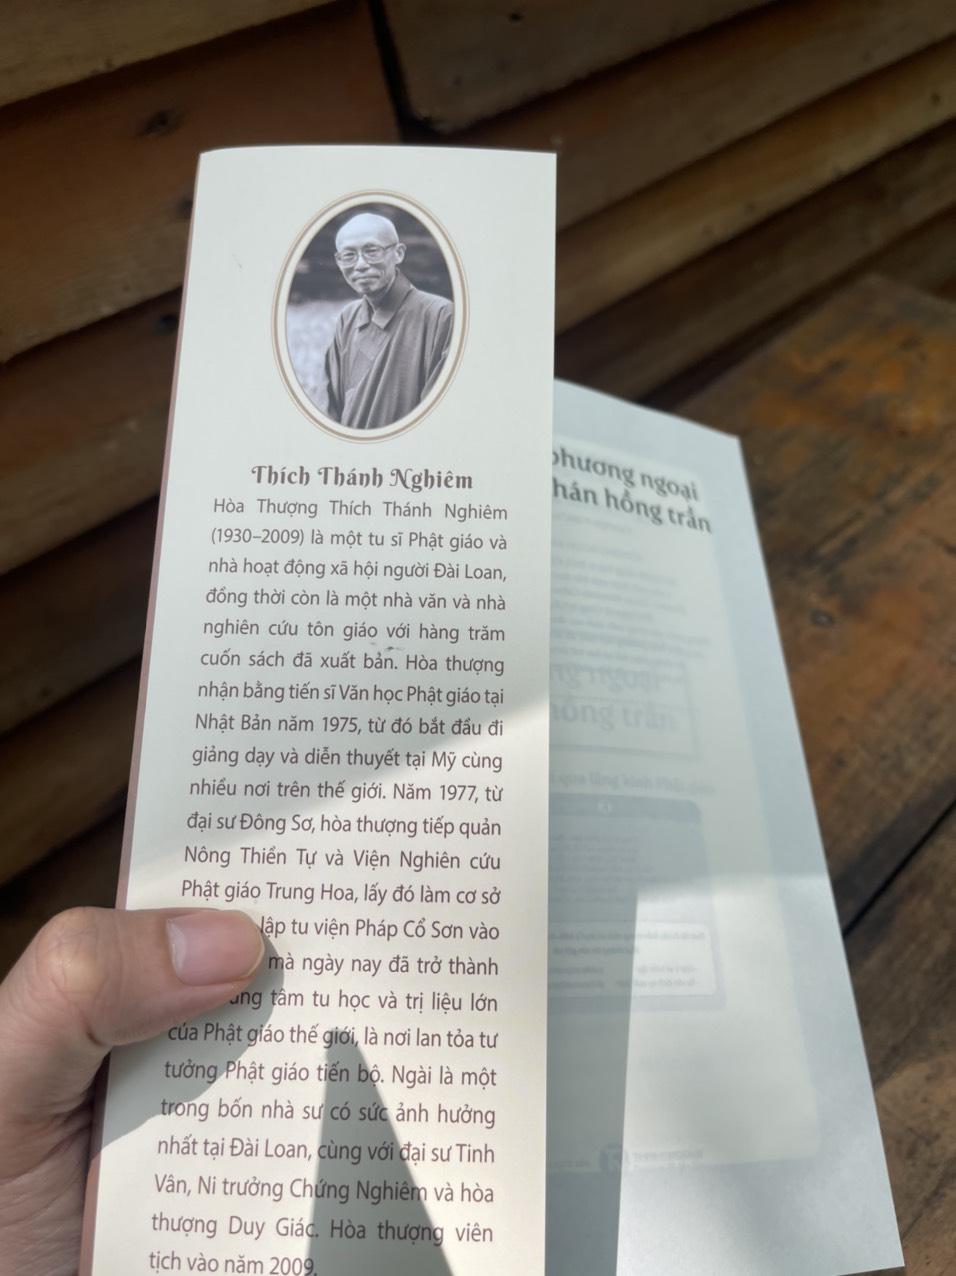 Thích Thánh Nghiêm
Hòa Thượng Thích Thánh Nghiêm
(1930–2009) là một tu sĩ Phật giáo và
nhà hoạt động xã hội người Đài Loan,
đồng thời còn là một nhà văn và nhà
nghiên cứu tôn giáo với hàng trăm
cuốn sách đã xuất bản. Hòa thượng
nhận bằng tiến sĩ Văn học Phật giáo tại
Nhật Bản năm 1975, từ đó bắt đầu đi
giảng dạy và diễn thuyết tại Mỹ cùng
nhiều nơi trên thế giới. Năm 1977, từ
đại sư Đông Sơ, hòa thượng tiếp quản
Nông Thiền Tự và Viện Nghiên cứu
Phật giáo Trung Hoa, lấy đó làm cơ sở
lập tu viện Pháp Cổ Sơn vào
mà ngày nay đã trở thành
tâm tu học và trị liệu lớn
của Phật giáo thế giới, là nơi lan tỏa tư
tưởng Phật giáo tiến bộ. Ngài là một
trong bốn nhà sư có sức ảnh hưởng
nhất tại Đài Loan, cùng với đại sư Tinh
Vân, Ni trưởng Chứng Nghiêm và hòa
thượng Duy Giác. Hòa thượng viên
tịch vào năm 2009.
phương ngoại
hồng trần